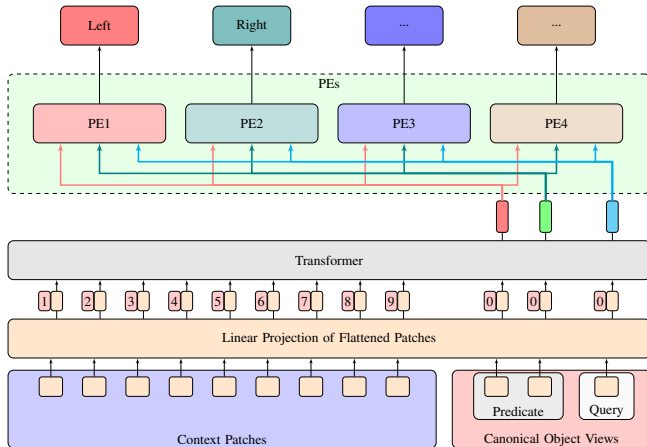 Left Right ... ...
PEs
PE1 PE2 PE3 PE4
Transformer
1 2 3 4 5 6 7 8 9 0 0 0
Linear Projection of Flattened Patches
Predicate Query
Context Patches Canonical Object Views